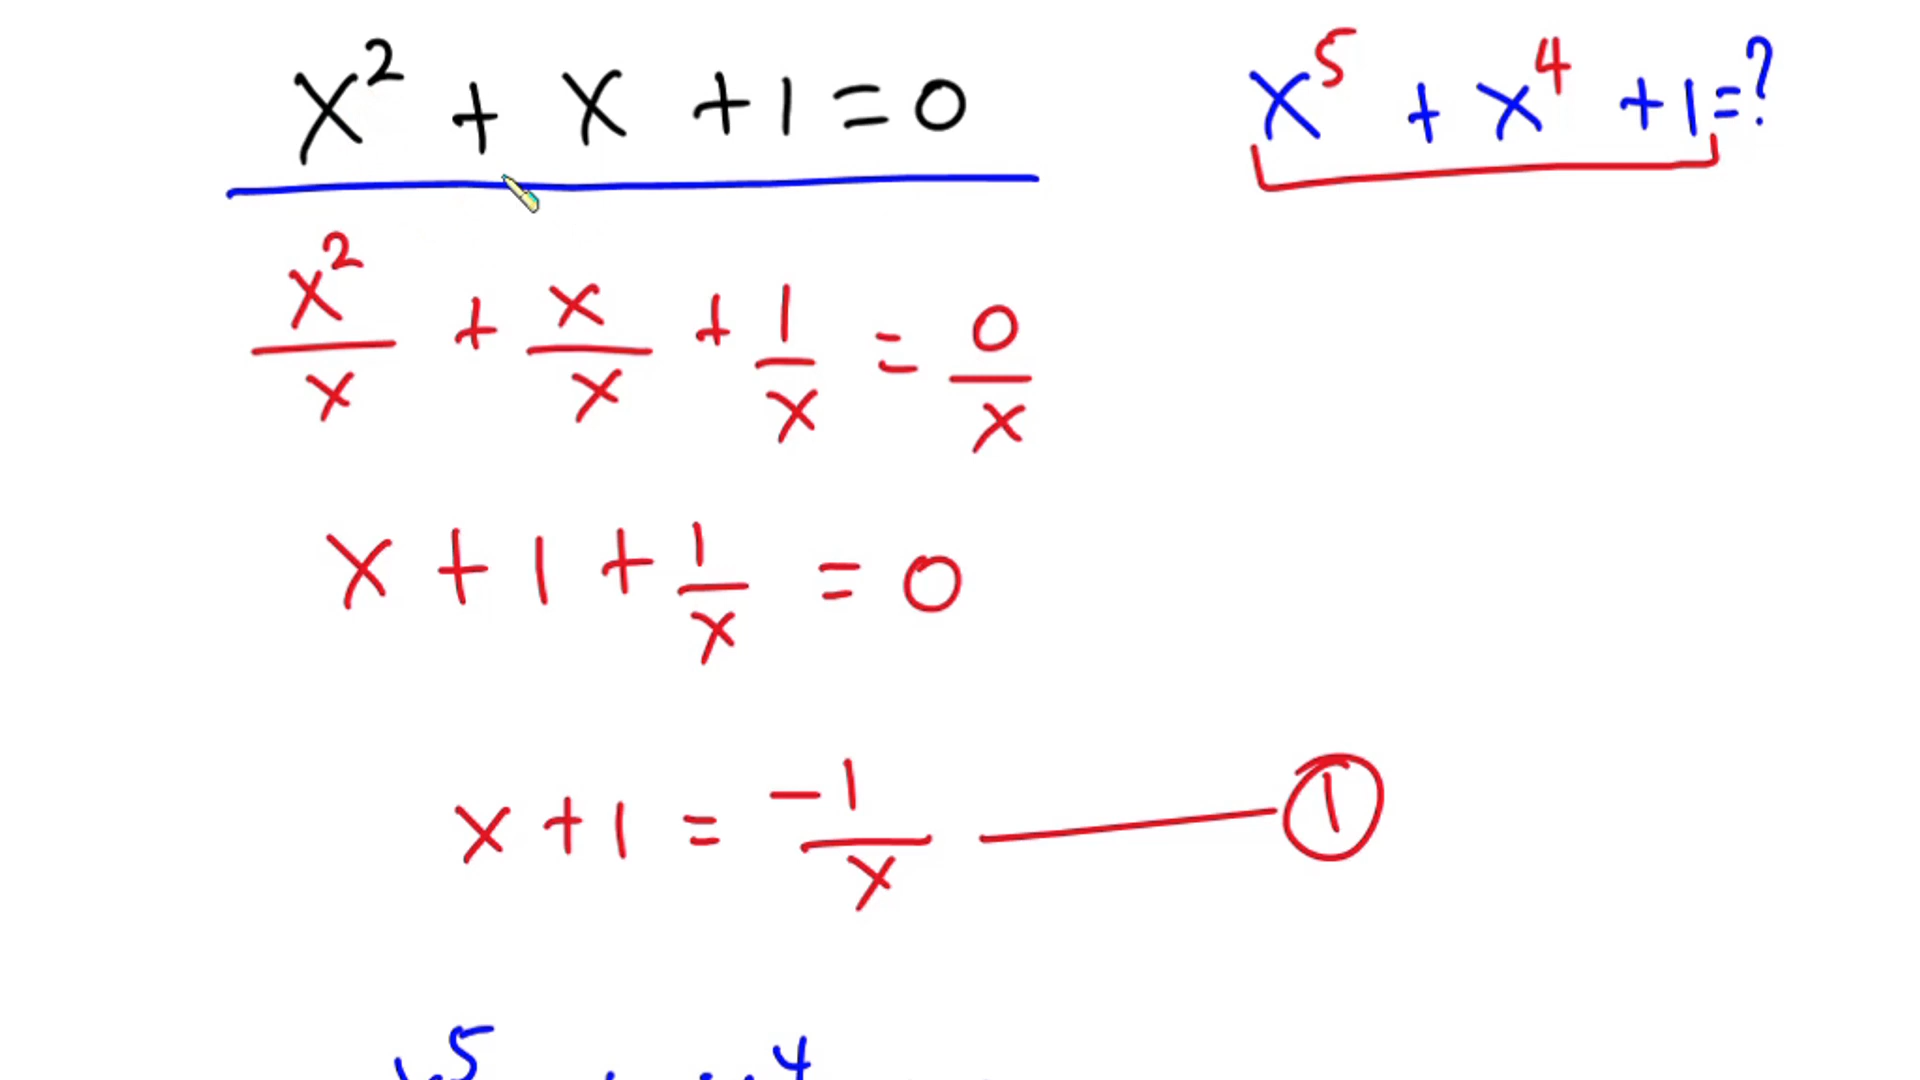 x² + x + 1 = 0
x⁵ + x⁴ + 1 = ?
x²/x + x/x + 1/x = 0/x
x + 1 + 1/x = 0
x + 1 = -1/x ——— ①